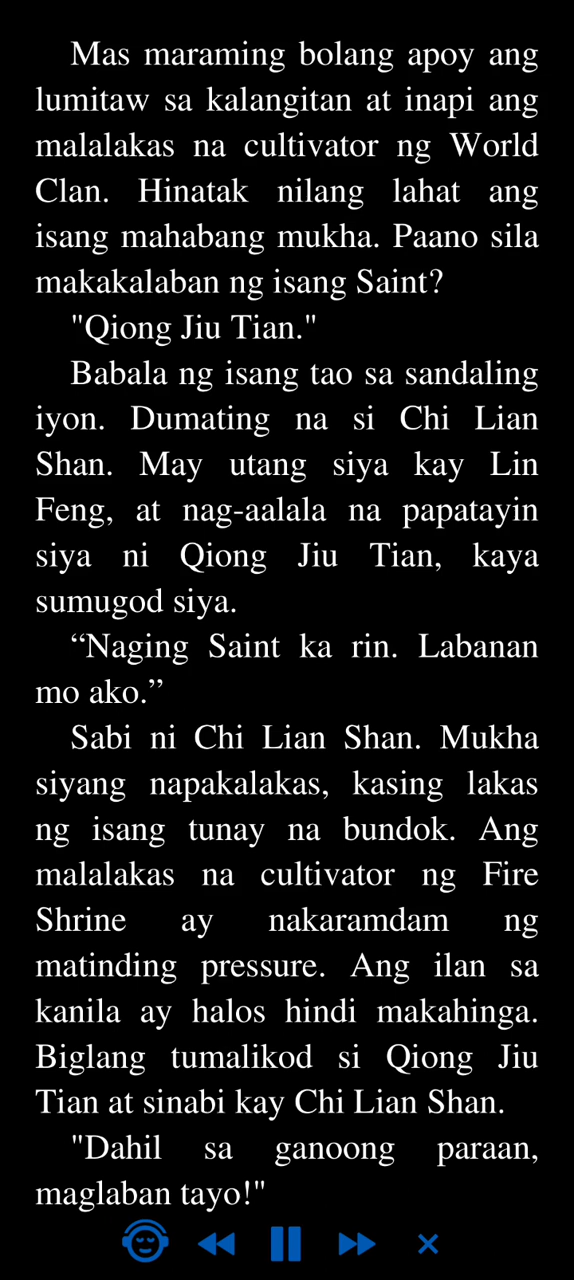 Mas maraming bolang apoy ang
lumitaw sa kalangitan at inapi ang
malalakas na cultivator ng World
Clan. Hinatak nilang lahat ang
isang mahabang mukha. Paano sila
makakalaban ng isang Saint?
"Qiong Jiu Tian."
Babala ng isang tao sa sandaling
iyon. Dumating na si Chi Lian
Shan. May utang siya kay Lin
Feng, at nag-aalala na papatayin
siya ni Qiong Jiu Tian, kaya
sumugod siya.
“Naging Saint ka rin. Labanan
mo ako.”
Sabi ni Chi Lian Shan. Mukha
siyang napakalakas, kasing lakas
ng isang tunay na bundok. Ang
malalakas na cultivator ng Fire
Shrine ay nakaramdam ng
matinding pressure. Ang ilan sa
kanila ay halos hindi makahinga.
Biglang tumalikod si Qiong Jiu
Tian at sinabi kay Chi Lian Shan.
"Dahil sa ganoong paraan,
maglaban tayo!"